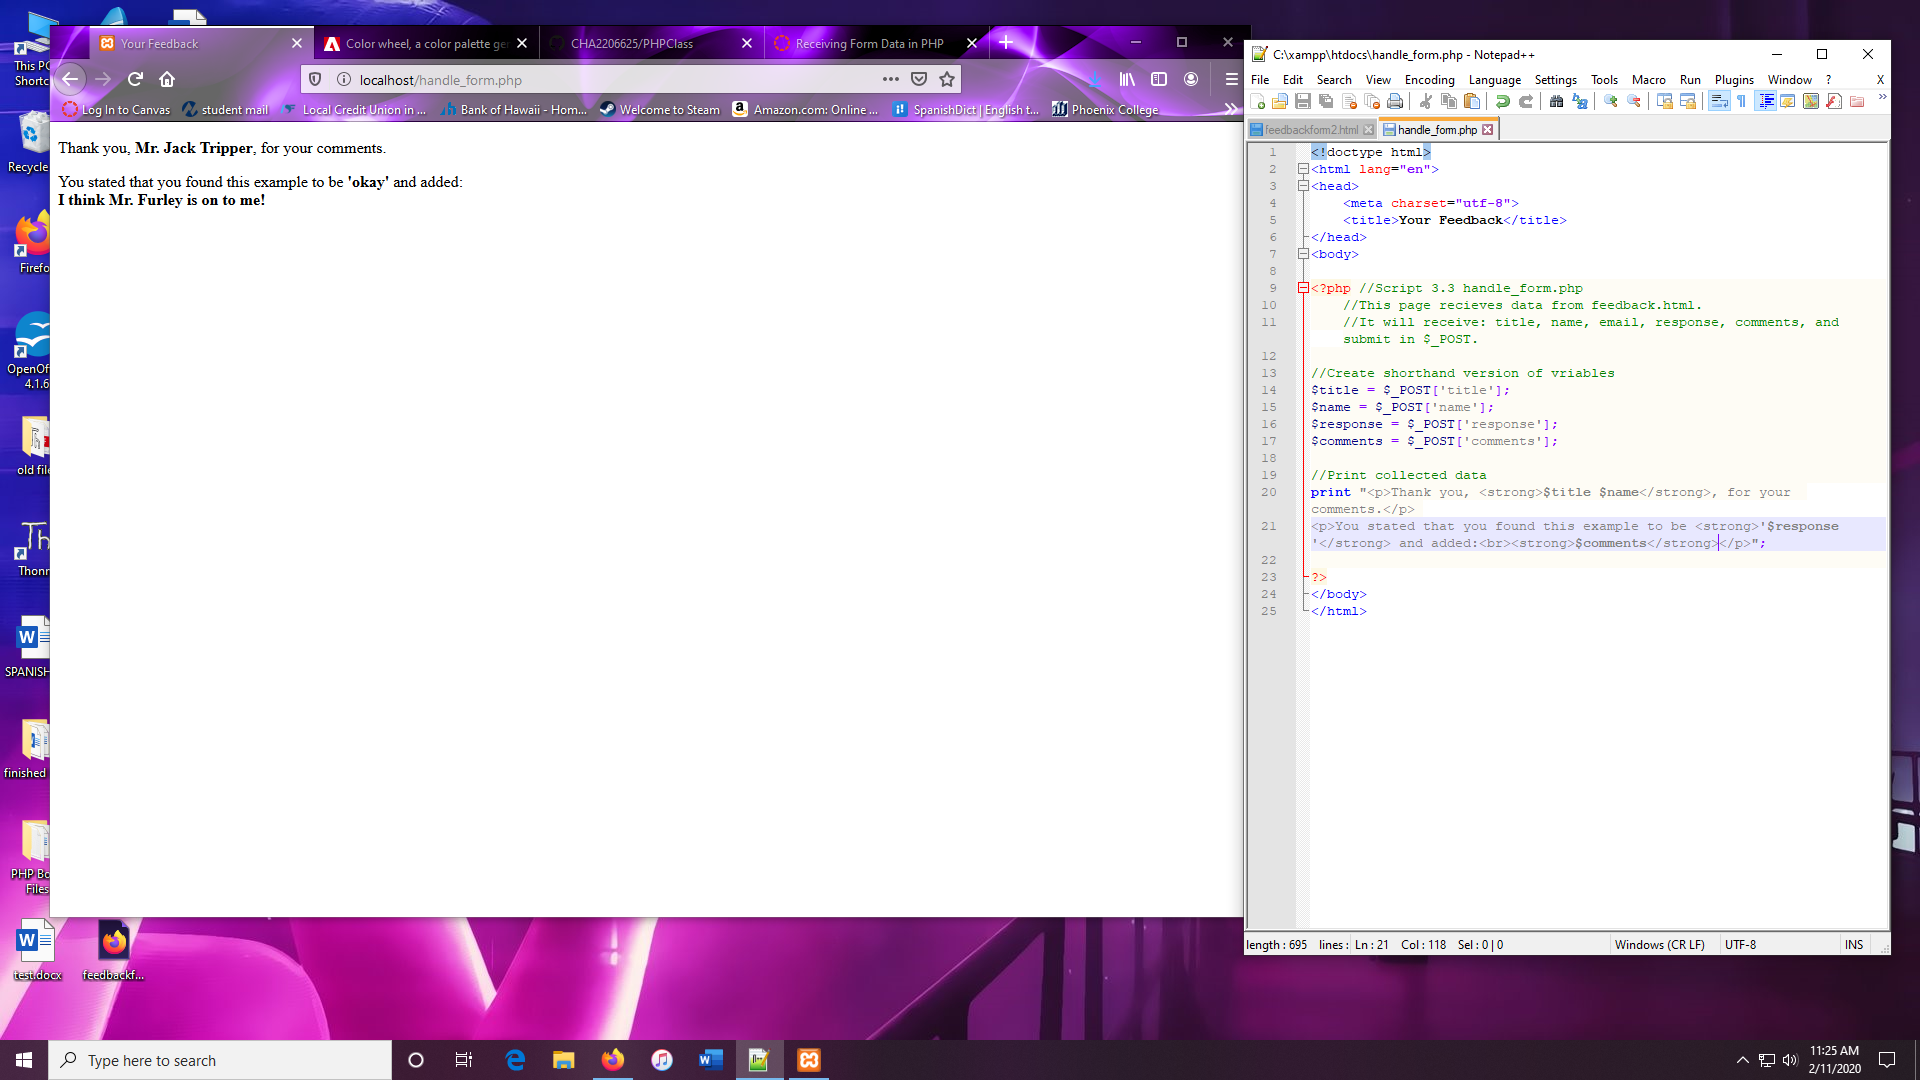 This PC
Shortc
Recycle
Firefo
OpenOf
4.1.6
old file
Thonn
SPANISH
finished
PHP Bo
Files
test.docx
feedbackf...
Your Feedback
Color wheel, a color palette ge
CHA2206625/PHPClass
Receiving Form Data in PHP
localhost/handle_form.php
Log In to Canvas
student mail
Local Credit Union in ...
Bank of Hawaii - Hom...
Welcome to Steam
Amazon.com: Online ...
SpanishDict | English t...
Phoenix College
Thank you, Mr. Jack Tripper, for your comments.
You stated that you found this example to be 'okay' and added:
I think Mr. Furley is on to me!
C:\xampp\htdocs\handle_form.php - Notepad++
File Edit Search View Encoding Language Settings Tools Macro Run Plugins Window ? X
feedbackform2.html
handle_form.php
1 <!doctype html>
2 <html lang="en">
3 <head>
4 <meta charset="utf-8">
5 <title>Your Feedback</title>
6 </head>
7 <body>
8
9 <?php //Script 3.3 handle_form.php
10 //This page recieves data from feedback.html.
11 //It will receive: title, name, email, response, comments, and
submit in $_POST.
12
13 //Create shorthand version of vriables
14 $title = $_POST['title'];
15 $name = $_POST['name'];
16 $response = $_POST['response'];
17 $comments = $_POST['comments'];
18
19 //Print collected data
20 print "<p>Thank you, <strong>$title $name</strong>, for your
comments.</p>
21 <p>You stated that you found this example to be <strong>'$response
'</strong> and added:<br><strong>$comments</strong></p>";
22
23 ?>
24 </body>
25 </html>
length : 695 lines : Ln : 21 Col : 118 Sel : 0 | 0 Windows (CR LF) UTF-8 INS
Type here to search
11:25 AM
2/11/2020